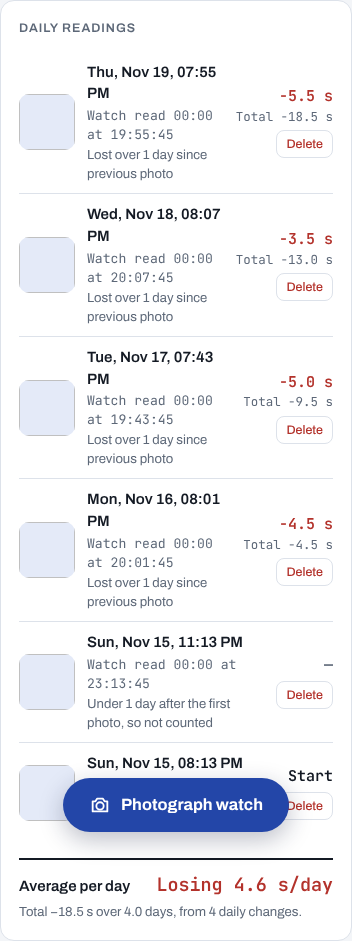 DAILY READINGS
Thu, Nov 19, 07:55
PM
Watch read 00:00
at 19:55:45
Lost over 1 day since
previous photo
-5.5 s
Total -18.5 s
Delete
Wed, Nov 18, 08:07
PM
Watch read 00:00
at 20:07:45
Lost over 1 day since
previous photo
-3.5 s
Total -13.0 s
Delete
Tue, Nov 17, 07:43
PM
Watch read 00:00
at 19:43:45
Lost over 1 day since
previous photo
-5.0 s
Total -9.5 s
Delete
Mon, Nov 16, 08:01
PM
Watch read 00:00
at 20:01:45
Lost over 1 day since
previous photo
-4.5 s
Total -4.5 s
Delete
Sun, Nov 15, 11:13 PM
Watch read 00:00 at
23:13:45
Under 1 day after the first
photo, so not counted
—
Delete
Sun, Nov 15, 08:13 PM
Start
Delete
Photograph watch
Average per day
Losing 4.6 s/day
Total −18.5 s over 4.0 days, from 4 daily changes.